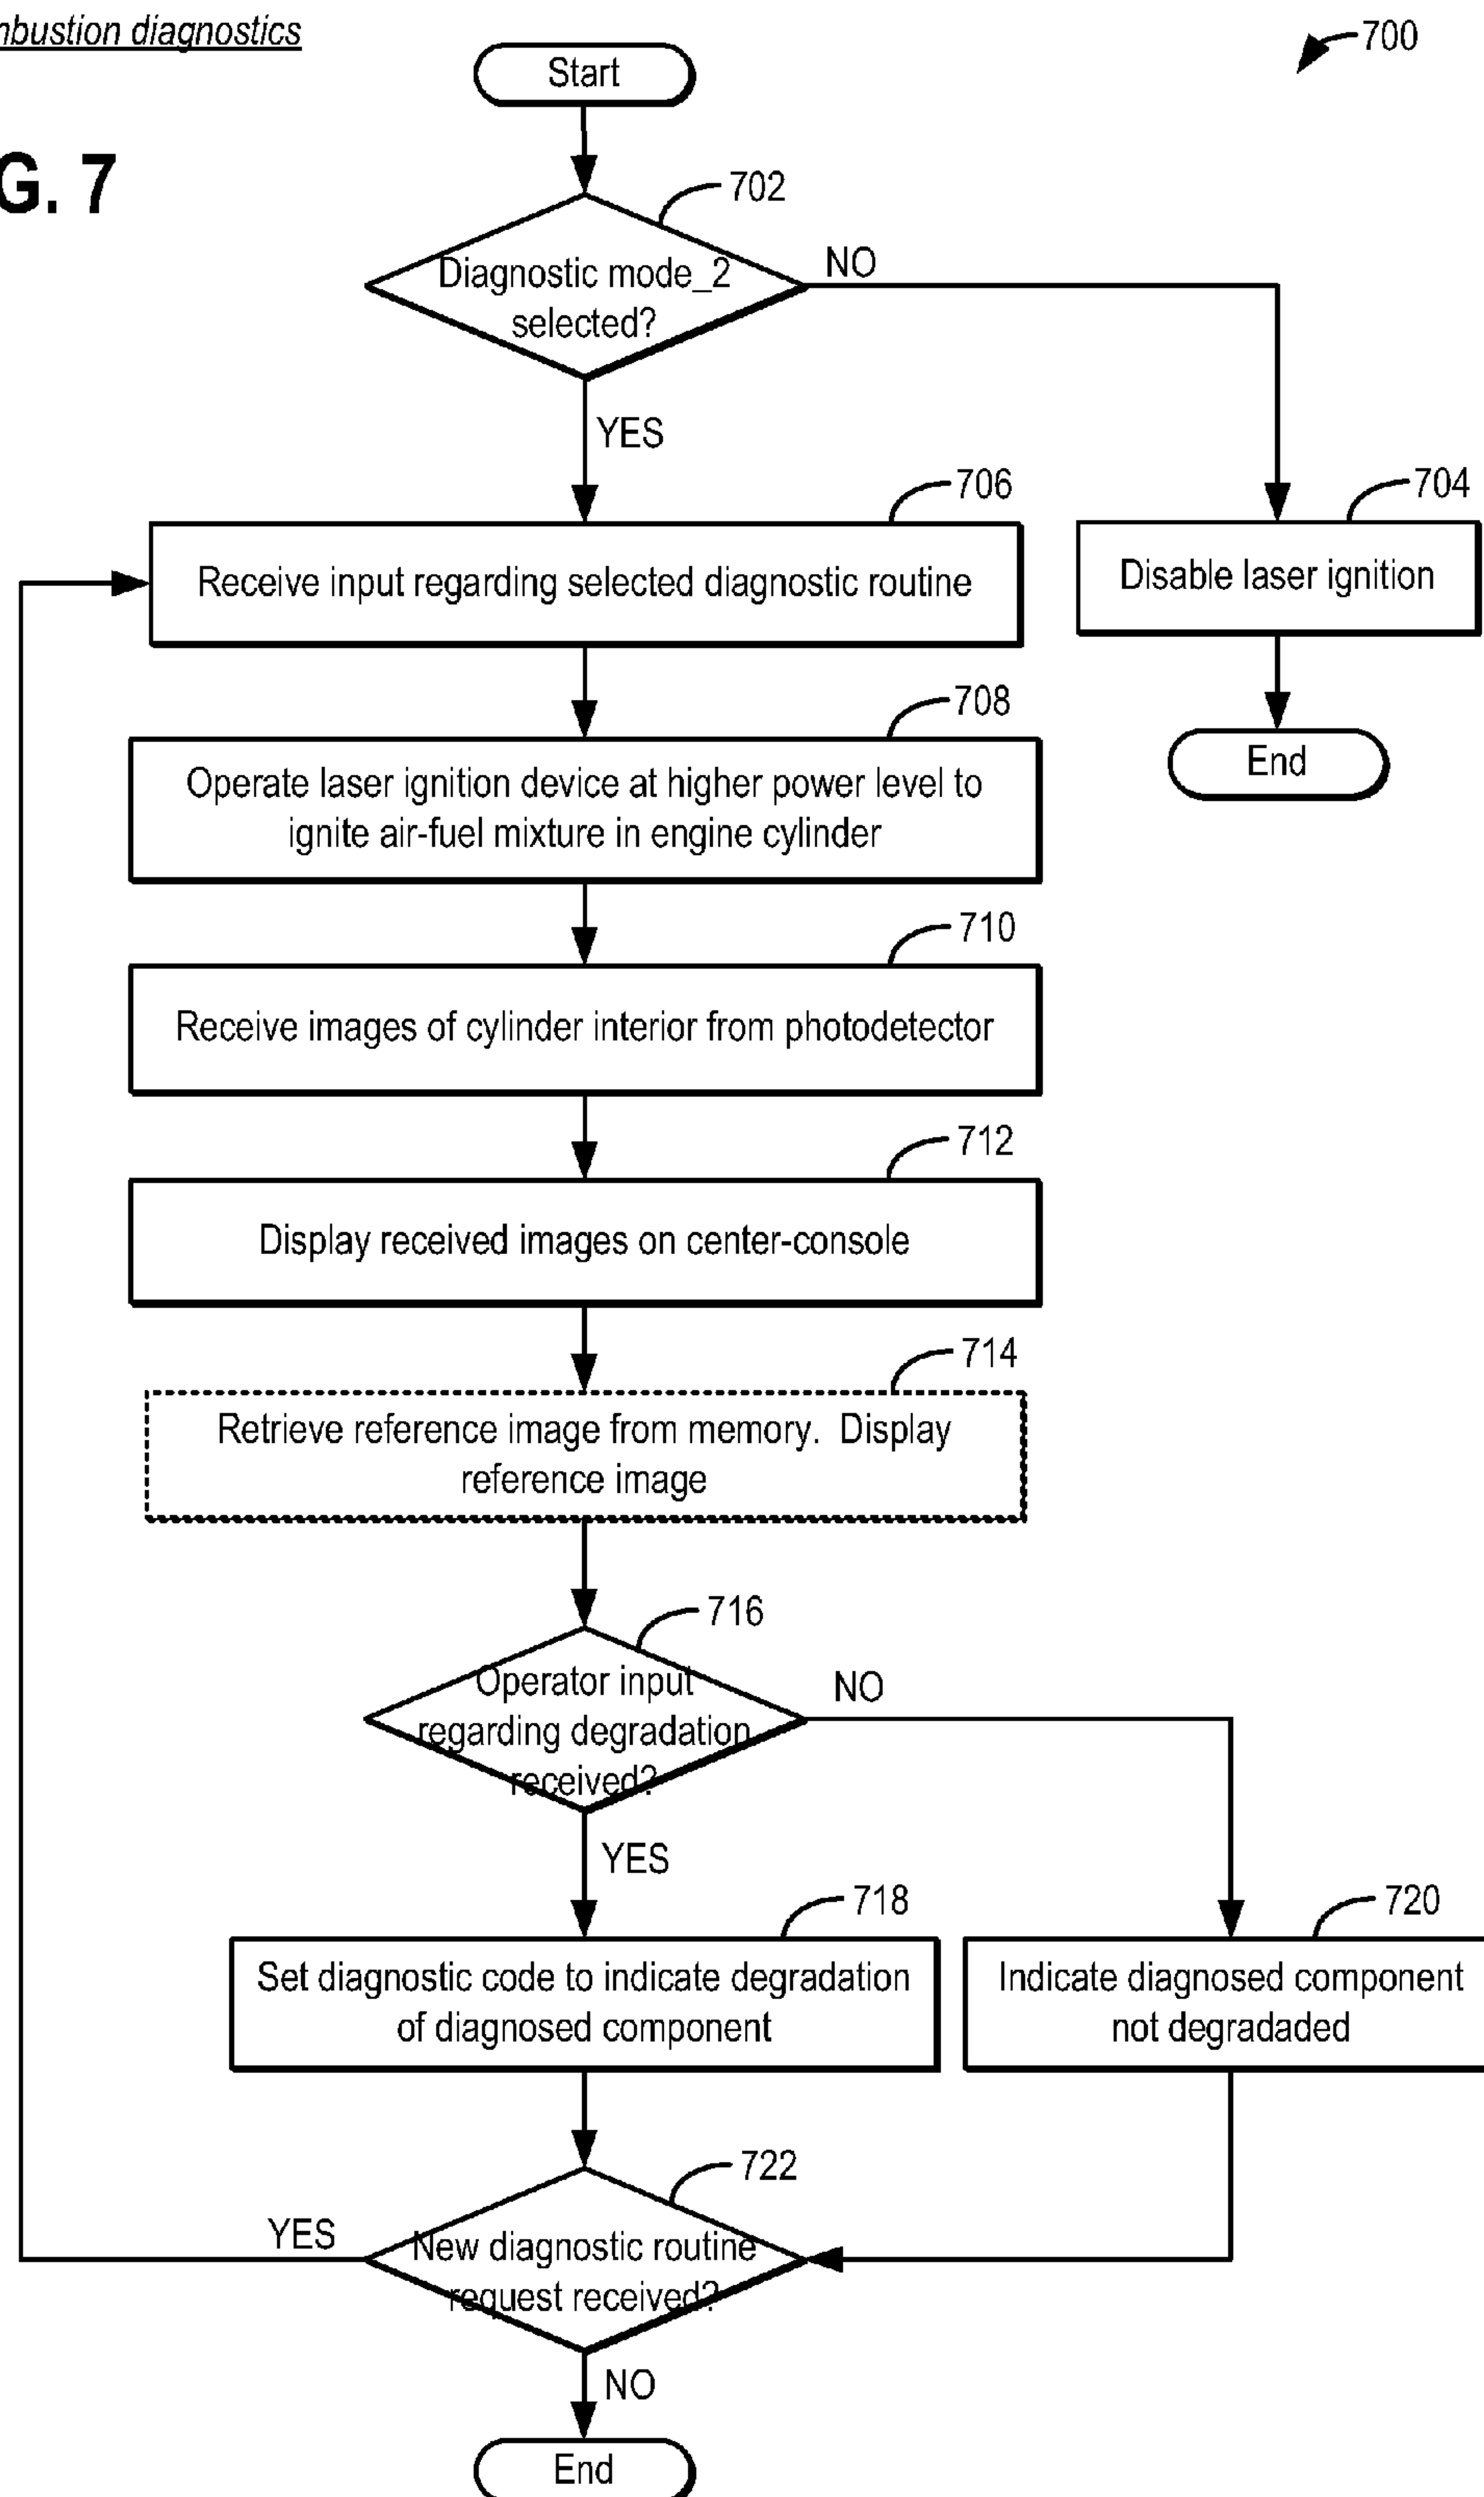 mbustion diagnostics
700
G. 7
Start
702
Diagnostic mode_2
selected?
NO
YES
706
Receive input regarding selected diagnostic routine
704
Disable laser ignition
End
708
Operate laser ignition device at higher power level to
ignite air-fuel mixture in engine cylinder
710
Receive images of cylinder interior from photodetector
712
Display received images on center-console
714
Retrieve reference image from memory. Display
reference image
716
Operator input
regarding degradation
received?
NO
YES
718
Set diagnostic code to indicate degradation
of diagnosed component
720
Indicate diagnosed component
not degradaded
722
New diagnostic routine
request received?
YES
NO
End